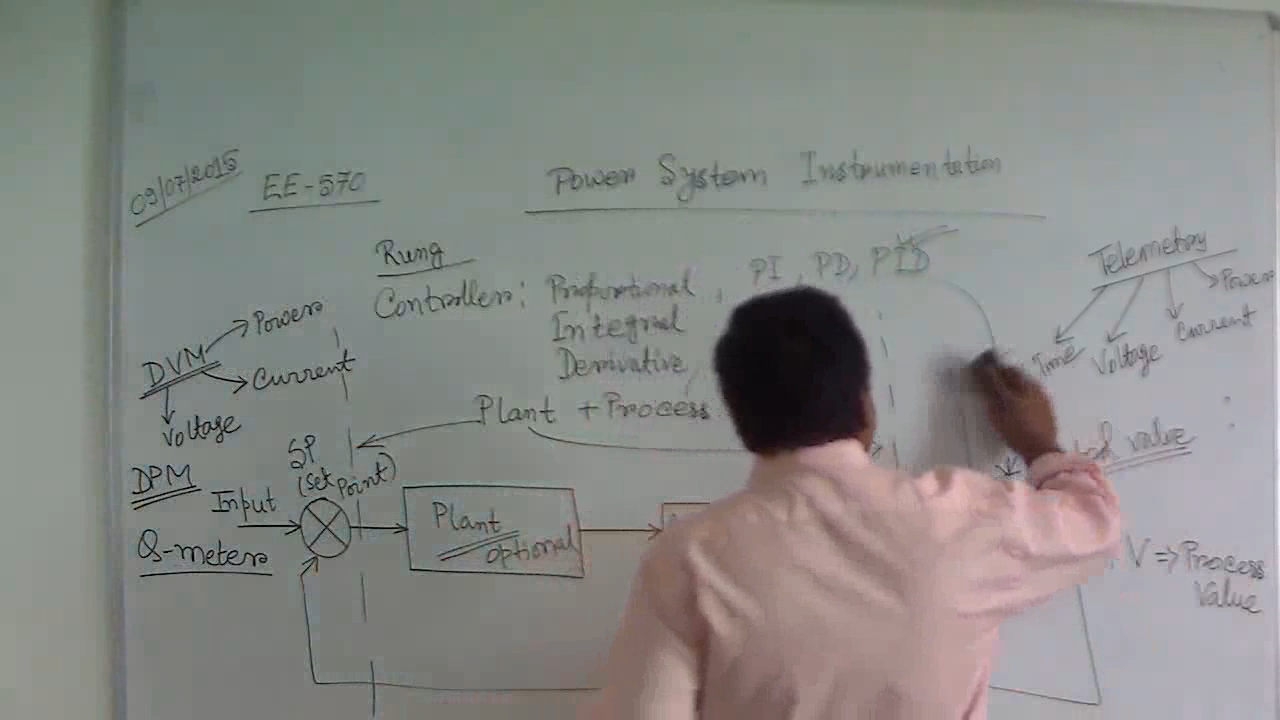 09/07/2015
EE-570
Power System Instrumentation
Rung
Controller: Proportional, PI, PD, PID
Integral
Derivative,
Plant + Process
DVM
Power
Current
Voltage
DPM
Q-meter
Telemetry
Time
Voltage
Current
Power
SP
(Set Point)
Input
Plant
optional
value
V => Process
Value